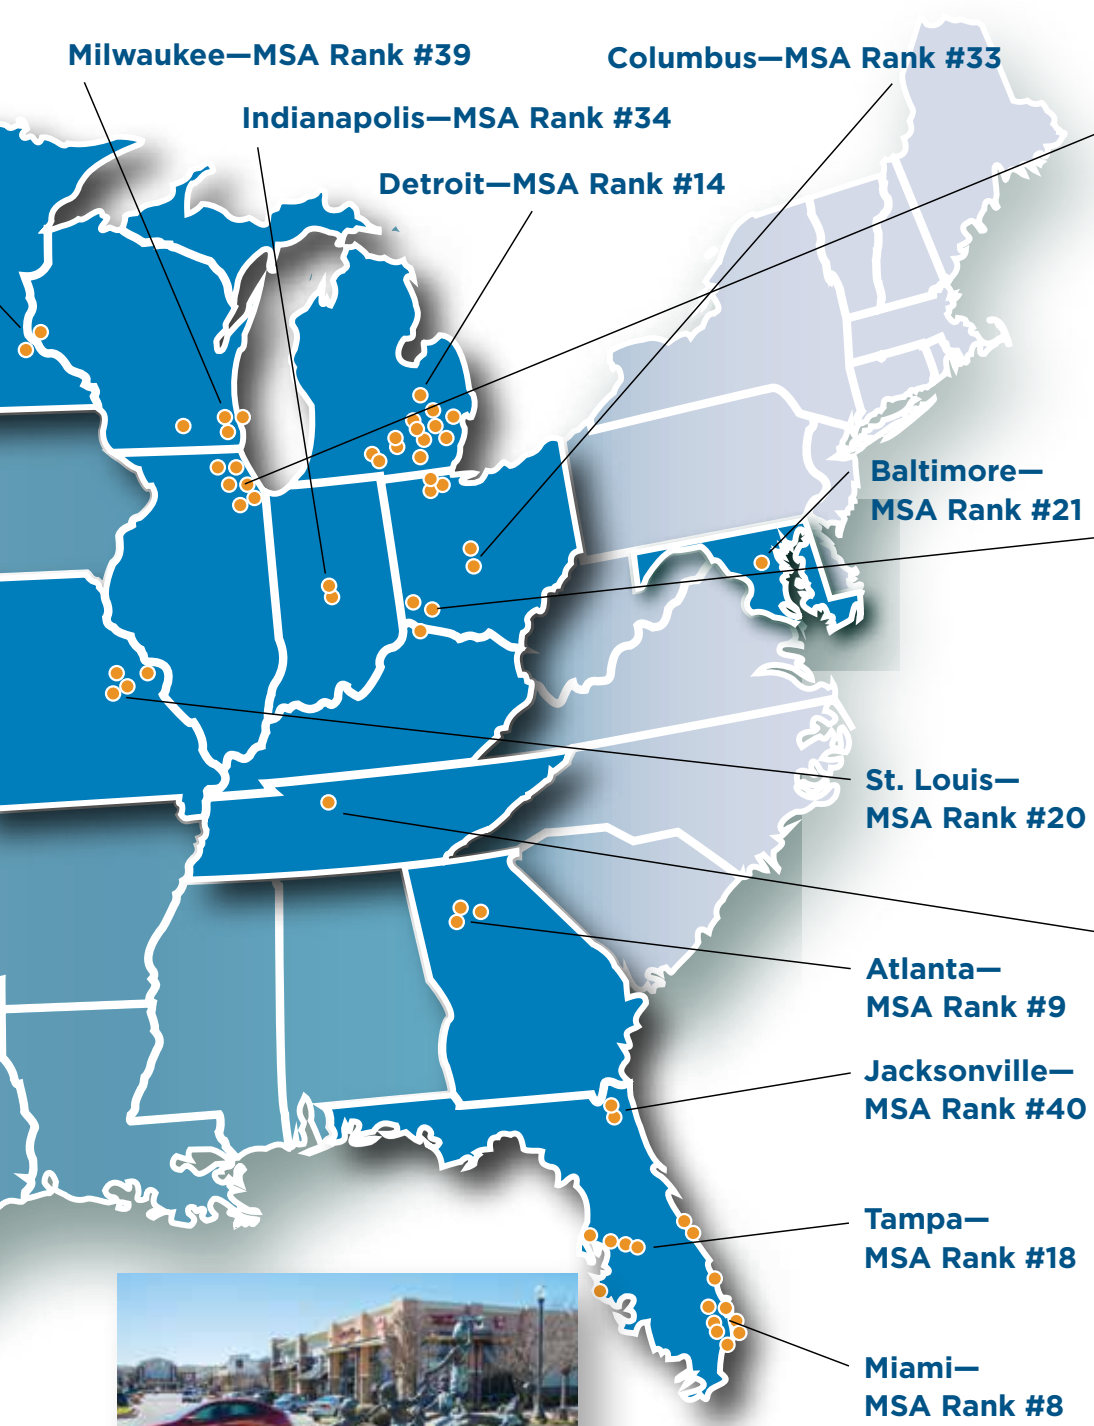 Milwaukee—MSA Rank #39
Columbus—MSA Rank #33
Indianapolis—MSA Rank #34
Detroit—MSA Rank #14
Baltimore—
MSA Rank #21
St. Louis—
MSA Rank #20
Atlanta—
MSA Rank #9
Jacksonville—
MSA Rank #40
Tampa—
MSA Rank #18
Miami—
MSA Rank #8